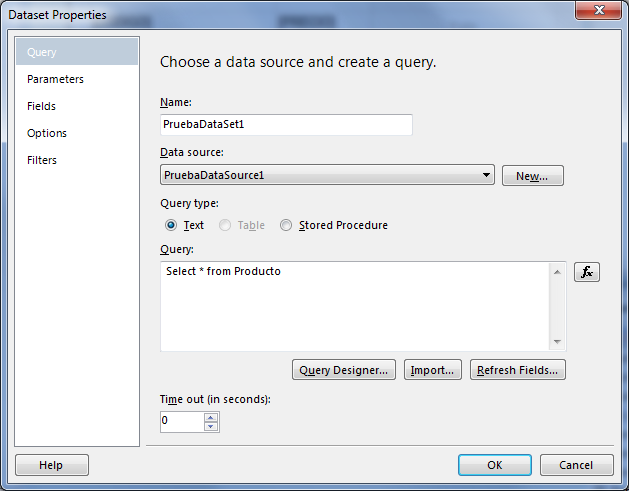 Dataset Properties
Query
Parameters
Fields
Options
Filters
Choose a data source and create a query.
Name:
PruebaDataSet1
Data source:
PruebaDataSource1
New...
Query type:
Text
Table
Stored Procedure
Query:
Select * from Producto
fx
Query Designer...
Import...
Refresh Fields...
Time out (in seconds):
0
Help
OK
Cancel